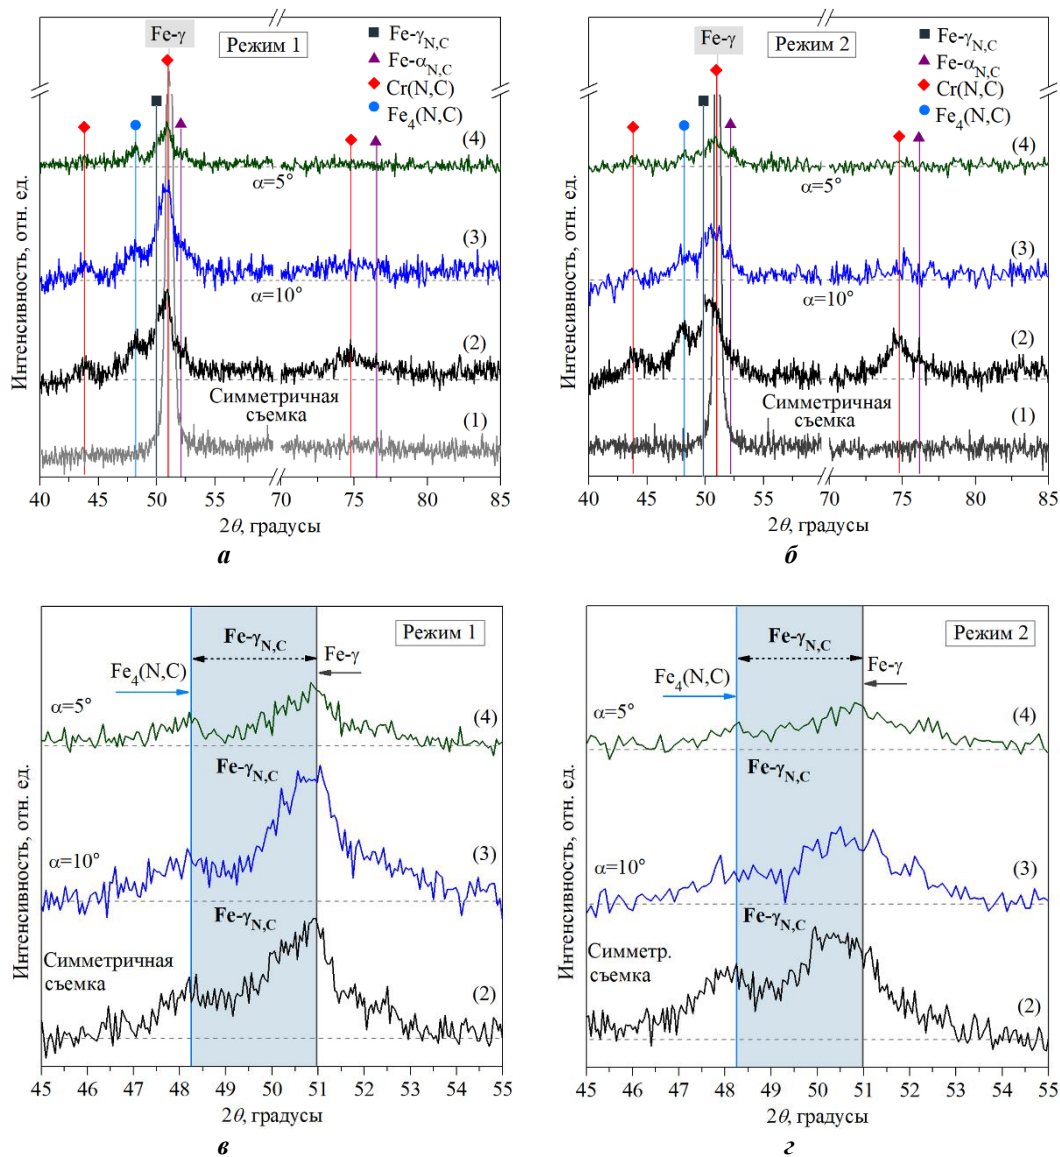 Fe-γ
Режим 1
Fe-γN,C
Fe-αN,C
Cr(N,C)
Fe4(N,C)
(4)
α=5°
(3)
α=10°
(2)
Симметричная
съемка
(1)
Интенсивность, отн. ед.
40 45 50 55 70 75 80 85
2θ, градусы
а
Fe-γ
Режим 2
Fe-γN,C
Fe-αN,C
Cr(N,C)
Fe4(N,C)
(4)
α=5°
(3)
α=10°
(2)
Симметричная
съемка
(1)
Интенсивность, отн. ед.
40 45 50 55 60 70 75 80 85
2θ, градусы
б
Режим 1
Fe-γN,C
Fe4(N,C)
Fe-γ
α=5°
(4)
Fe-γN,C
α=10°
(3)
Fe-γN,C
Симметричная
съемка
(2)
Интенсивность, отн. ед.
45 46 47 48 49 50 51 52 53 54 55
2θ, градусы
в
Режим 2
Fe-γN,C
Fe4(N,C)
Fe-γ
α=5°
(4)
Fe-γN,C
α=10°
(3)
Fe-γN,C
Симметр.
съемка
(2)
Интенсивность, отн. ед.
45 46 47 48 49 50 51 52 53 54 55
2θ, градусы
г